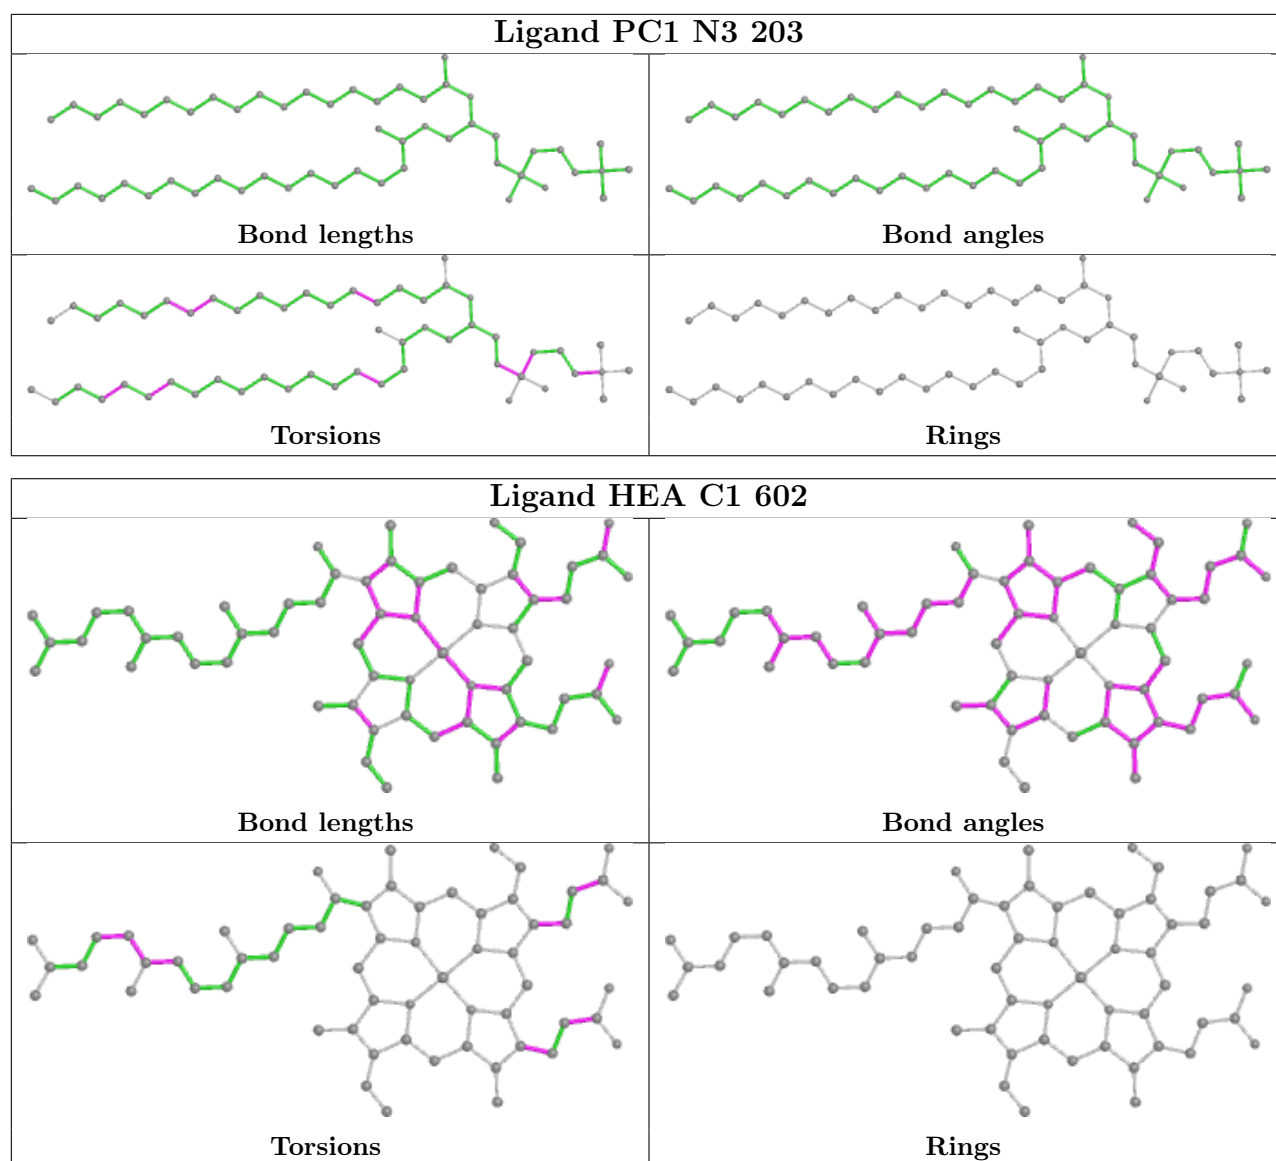 Ligand PC1 N3 203
Bond lengths
Bond angles
Torsions
Rings
Ligand HEA C1 602
Bond lengths
Bond angles
Torsions
Rings